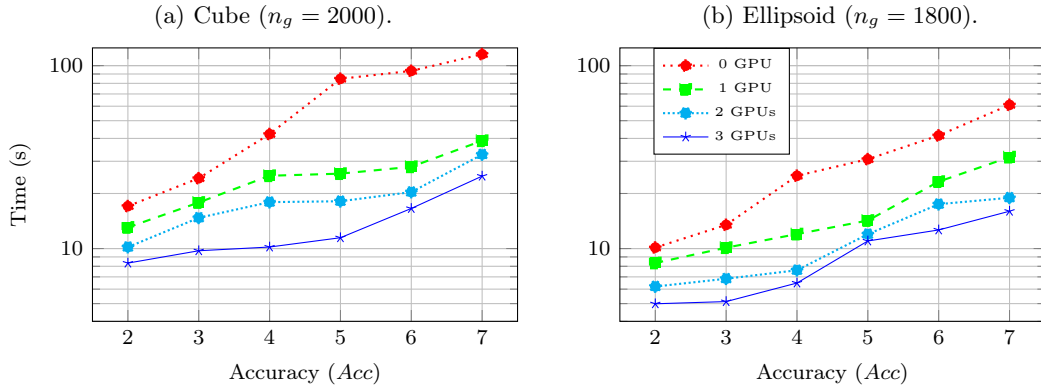 (a) Cube (n_g = 2000).
100
10
Time (s)
2 3 4 5 6 7
Accuracy (Acc)
(b) Ellipsoid (n_g = 1800).
100
10
0 GPU
1 GPU
2 GPUs
3 GPUs
2 3 4 5 6 7
Accuracy (Acc)